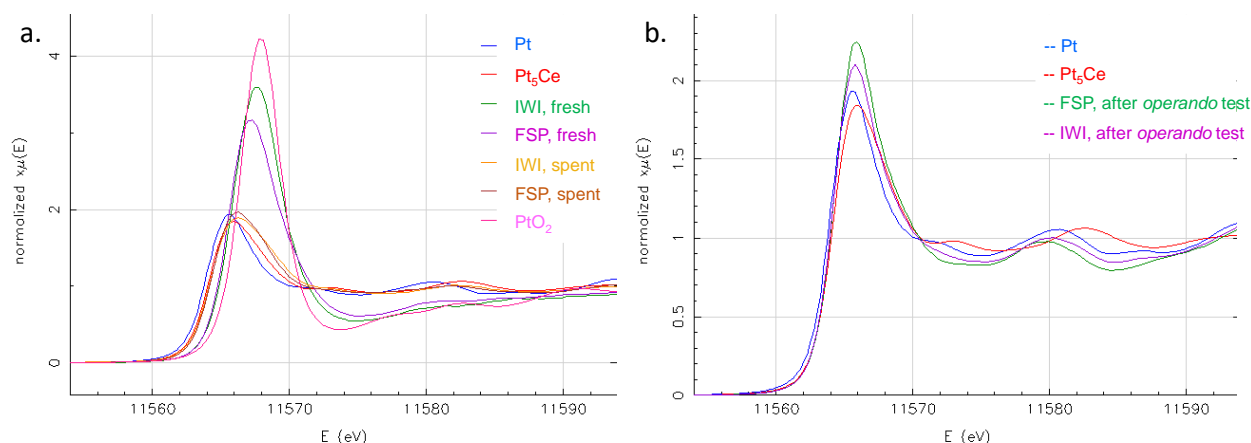 a.
normalized xμ(E)
4
2
0
11560 11570 11580 11590
E (eV)
Pt
Pt₅Ce
IWI, fresh
FSP, fresh
IWI, spent
FSP, spent
PtO₂
b.
normalized xμ(E)
2
1.5
1
0.5
0
11560 11570 11580 11590
E (eV)
-- Pt
-- Pt₅Ce
-- FSP, after operando test
-- IWI, after operando test